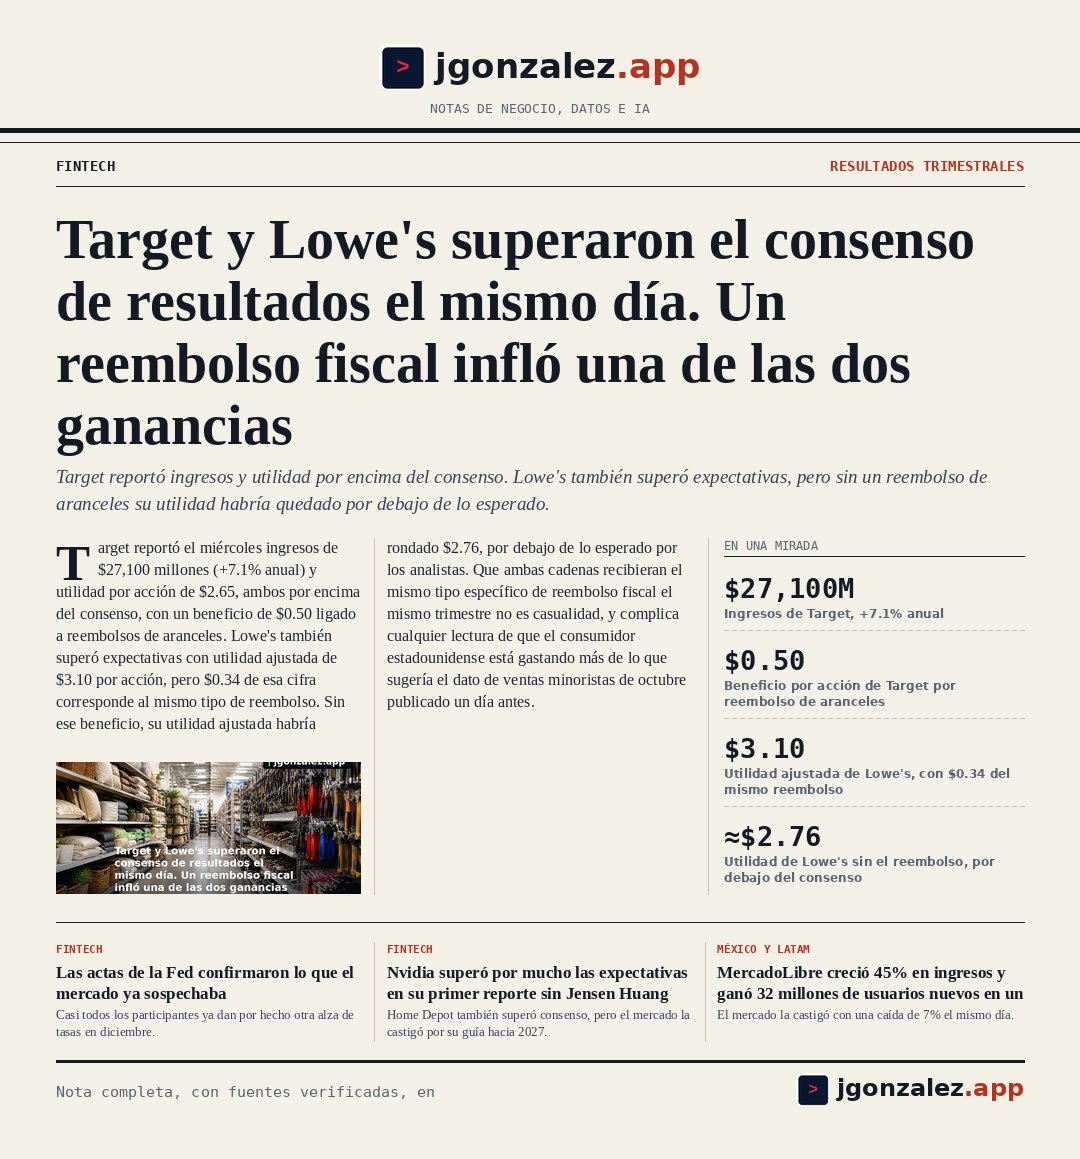 > jgonzalez.app
NOTAS DE NEGOCIO, DATOS E IA
FINTECH
RESULTADOS TRIMESTRALES
Target y Lowe's superaron el consenso
de resultados el mismo día. Un
reembolso fiscal infló una de las dos
ganancias
Target reportó ingresos y utilidad por encima del consenso. Lowe's también superó expectativas, pero sin un reembolso de
aranceles su utilidad habría quedado por debajo de lo esperado.
Target reportó el miércoles ingresos de
$27,100 millones (+7.1% anual) y
utilidad por acción de $2.65, ambos por encima
del consenso, con un beneficio de $0.50 ligado
a reembolsos de aranceles. Lowe's también
superó expectativas con utilidad ajustada de
$3.10 por acción, pero $0.34 de esa cifra
corresponde al mismo tipo de reembolso. Sin
ese beneficio, su utilidad ajustada habría
jgonzalez.app
FINTECH
Target y Lowe's superaron el
consenso de resultados el
mismo día. Un reembolso fiscal
infló una de las dos ganancias
rondado $2.76, por debajo de lo esperado por
los analistas. Que ambas cadenas recibieran el
mismo tipo específico de reembolso fiscal el
mismo trimestre no es casualidad, y complica
cualquier lectura de que el consumidor
estadounidense está gastando más de lo que
sugería el dato de ventas minoristas de octubre
publicado un día antes.
EN UNA MIRADA
$27,100M
Ingresos de Target, +7.1% anual
$0.50
Beneficio por acción de Target por
reembolso de aranceles
$3.10
Utilidad ajustada de Lowe's, con $0.34 del
mismo reembolso
≈$2.76
Utilidad de Lowe's sin el reembolso, por
debajo del consenso
FINTECH
Las actas de la Fed confirmaron lo que el
mercado ya sospechaba
Casi todos los participantes ya dan por hecho otra alza de
tasas en diciembre.
FINTECH
Nvidia superó por mucho las expectativas
en su primer reporte sin Jensen Huang
Home Depot también superó consenso, pero el mercado la
castigó por su guía hacia 2027.
MÉXICO Y LATAM
MercadoLibre creció 45% en ingresos y
ganó 32 millones de usuarios nuevos en un
El mercado la castigó con una caída de 7% el mismo día.
Nota completa, con fuentes verificadas, en
> jgonzalez.app